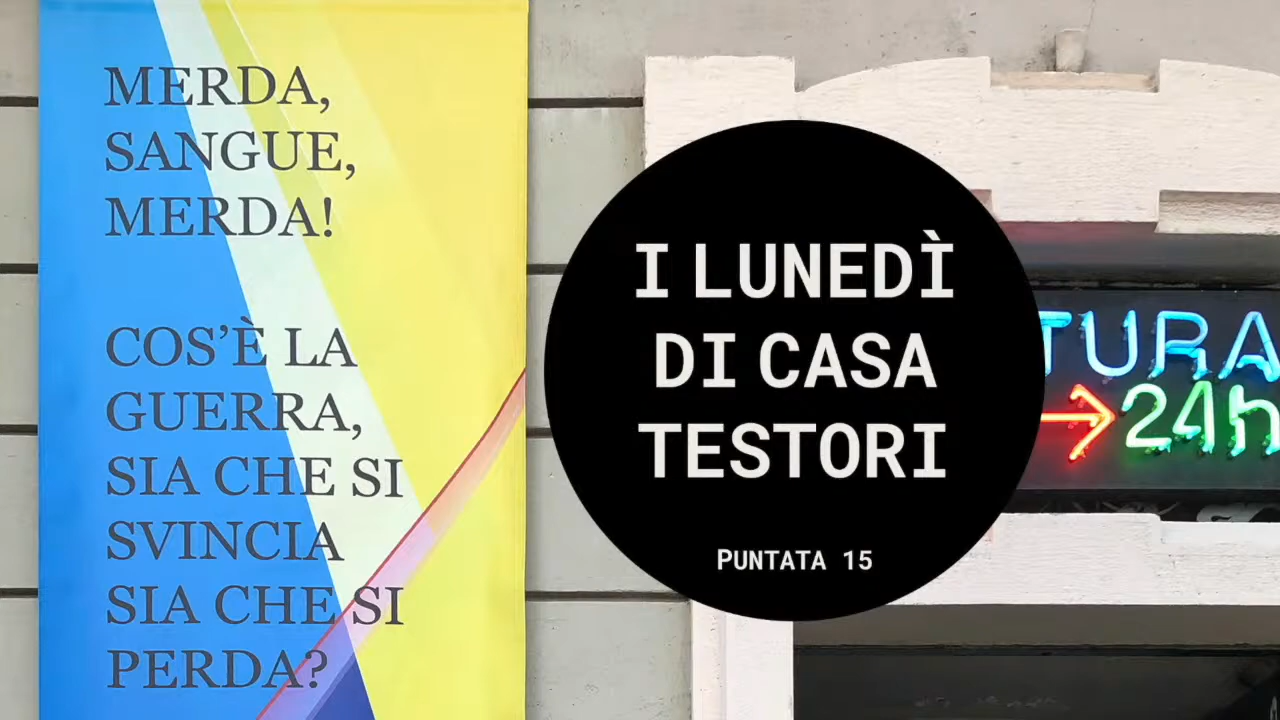 MERDA,
SANGUE,
MERDA!
COS'È LA
GUERRA,
SIA CHE SI
SVINCIA
SIA CHE SI
PERDA?
I LUNEDÌ
DI CASA
TESTORI
PUNTATA 15
TURA
24h